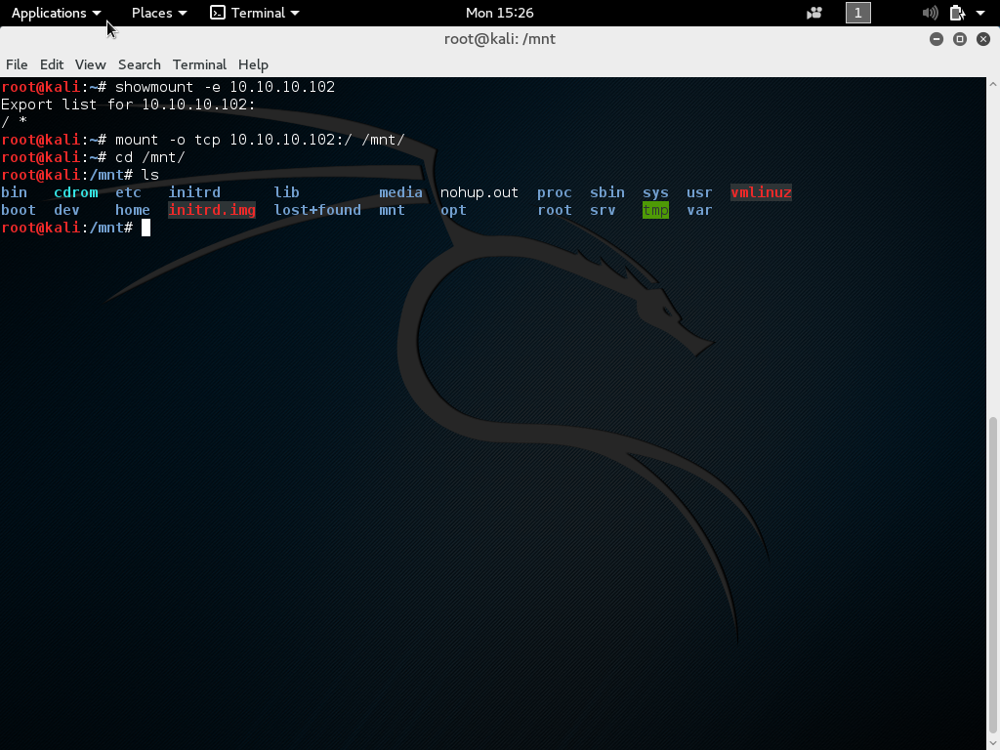 Applications Places Terminal Mon 15:26 1
root@kali: /mnt
File Edit View Search Terminal Help
root@kali:~# showmount -e 10.10.10.102
Export list for 10.10.10.102:
/ *
root@kali:~# mount -o tcp 10.10.10.102:/ /mnt/
root@kali:~# cd /mnt/
root@kali:/mnt# ls
bin cdrom etc initrd lib media nohup.out proc sbin sys usr vmlinuz
boot dev home initrd.img lost+found mnt opt root srv tmp var
root@kali:/mnt#